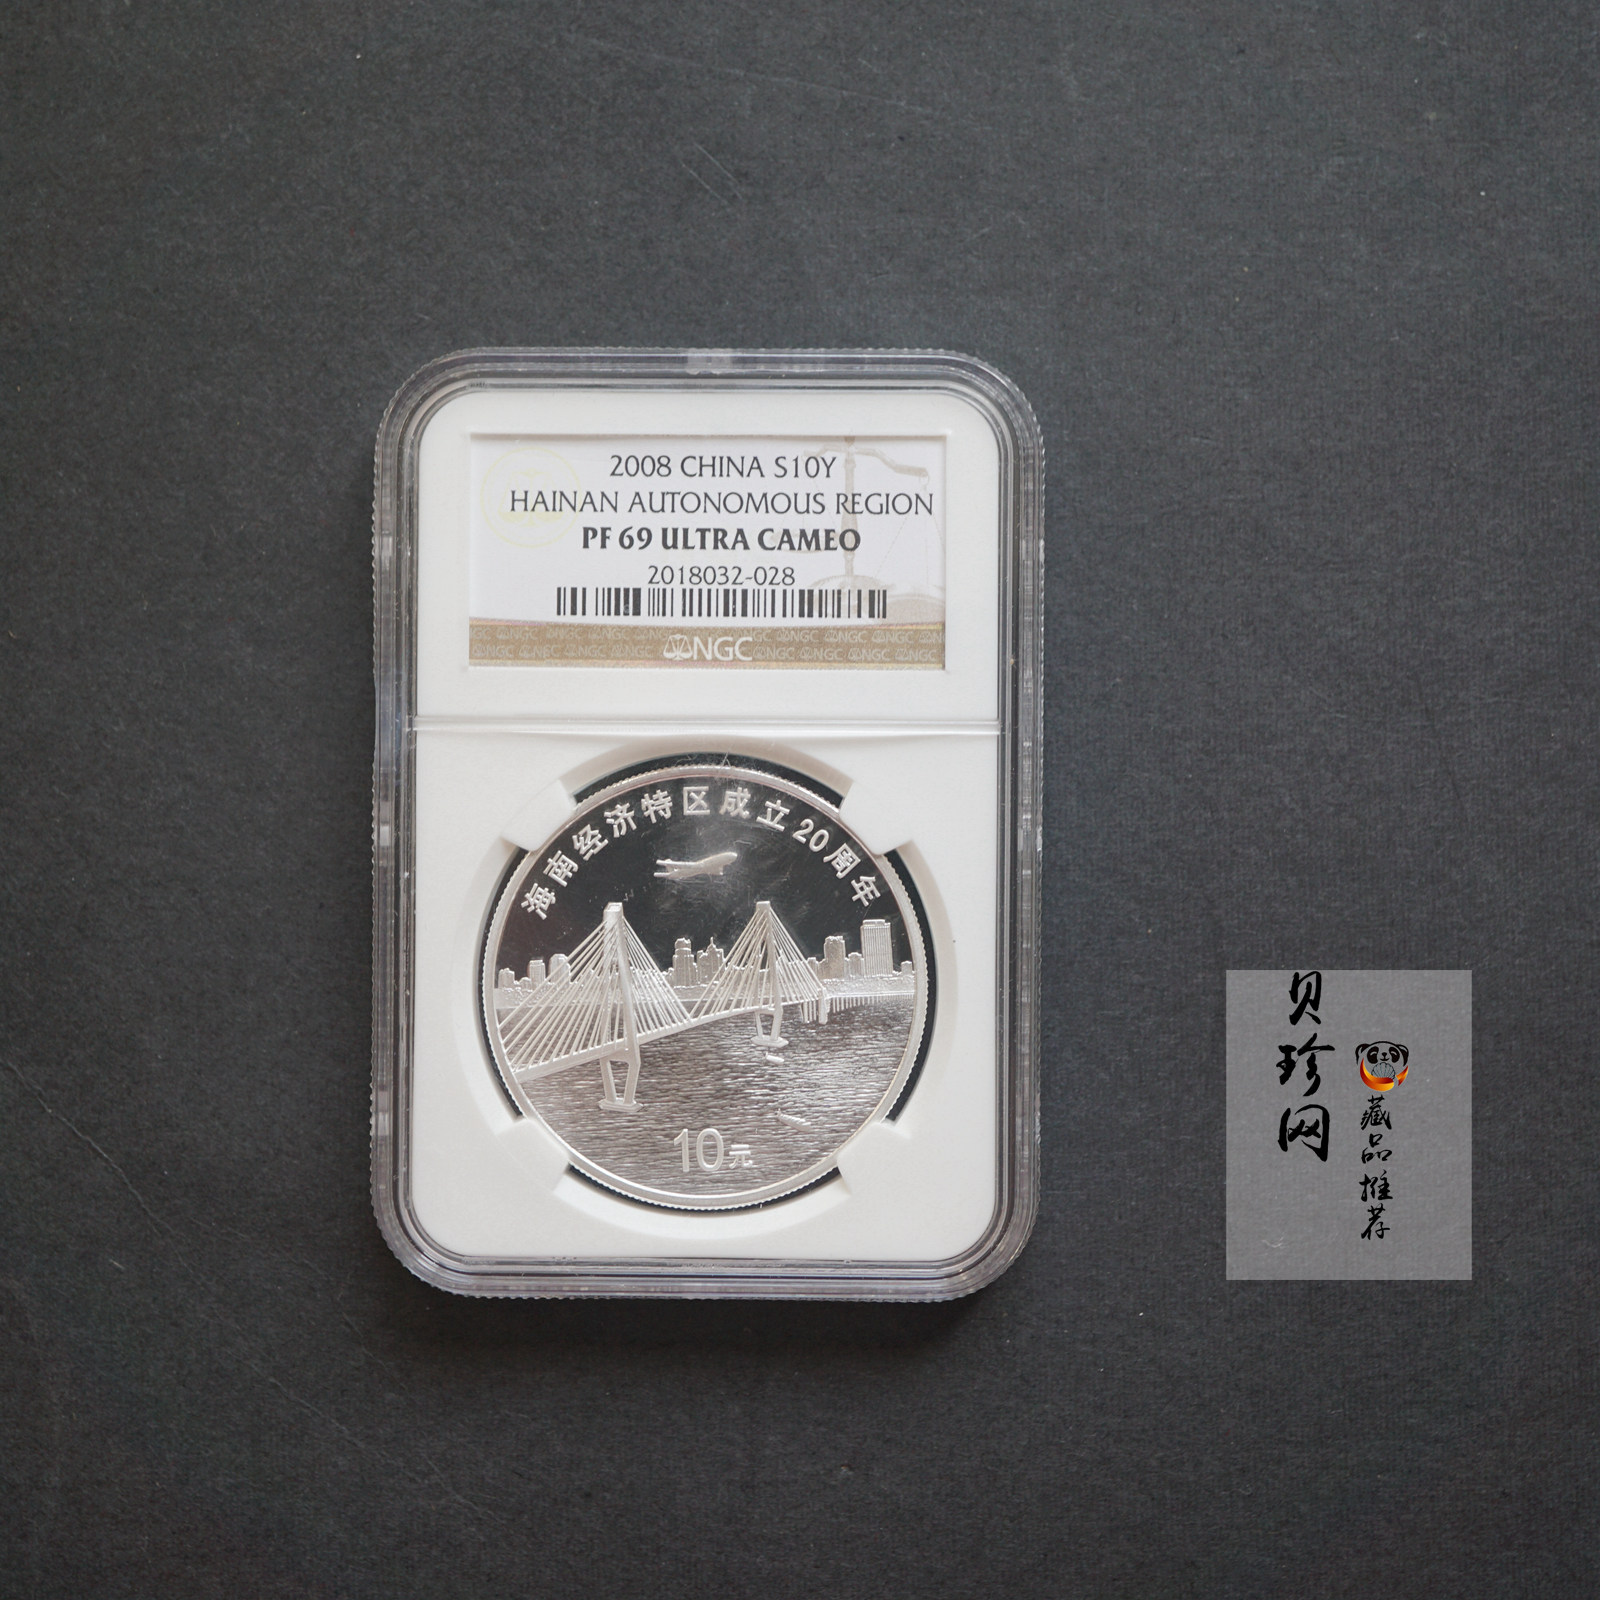 2008 CHINA S10Y
HAINAN AUTONOMOUS REGION
PF 69 ULTRA CAMEO
2018032-028
NGC
海南经济特区成立20周年
10元
贝珍网
藏品推荐